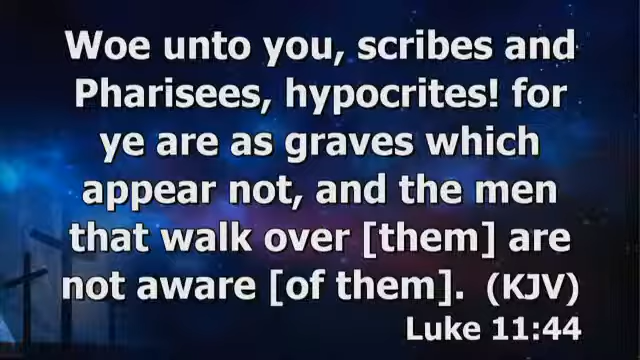 Woe unto you, scribes and
Pharisees, hypocrites! for
ye are as graves which
appear not, and the men
that walk over [them] are
not aware [of them].  (KJV)
Luke 11:44